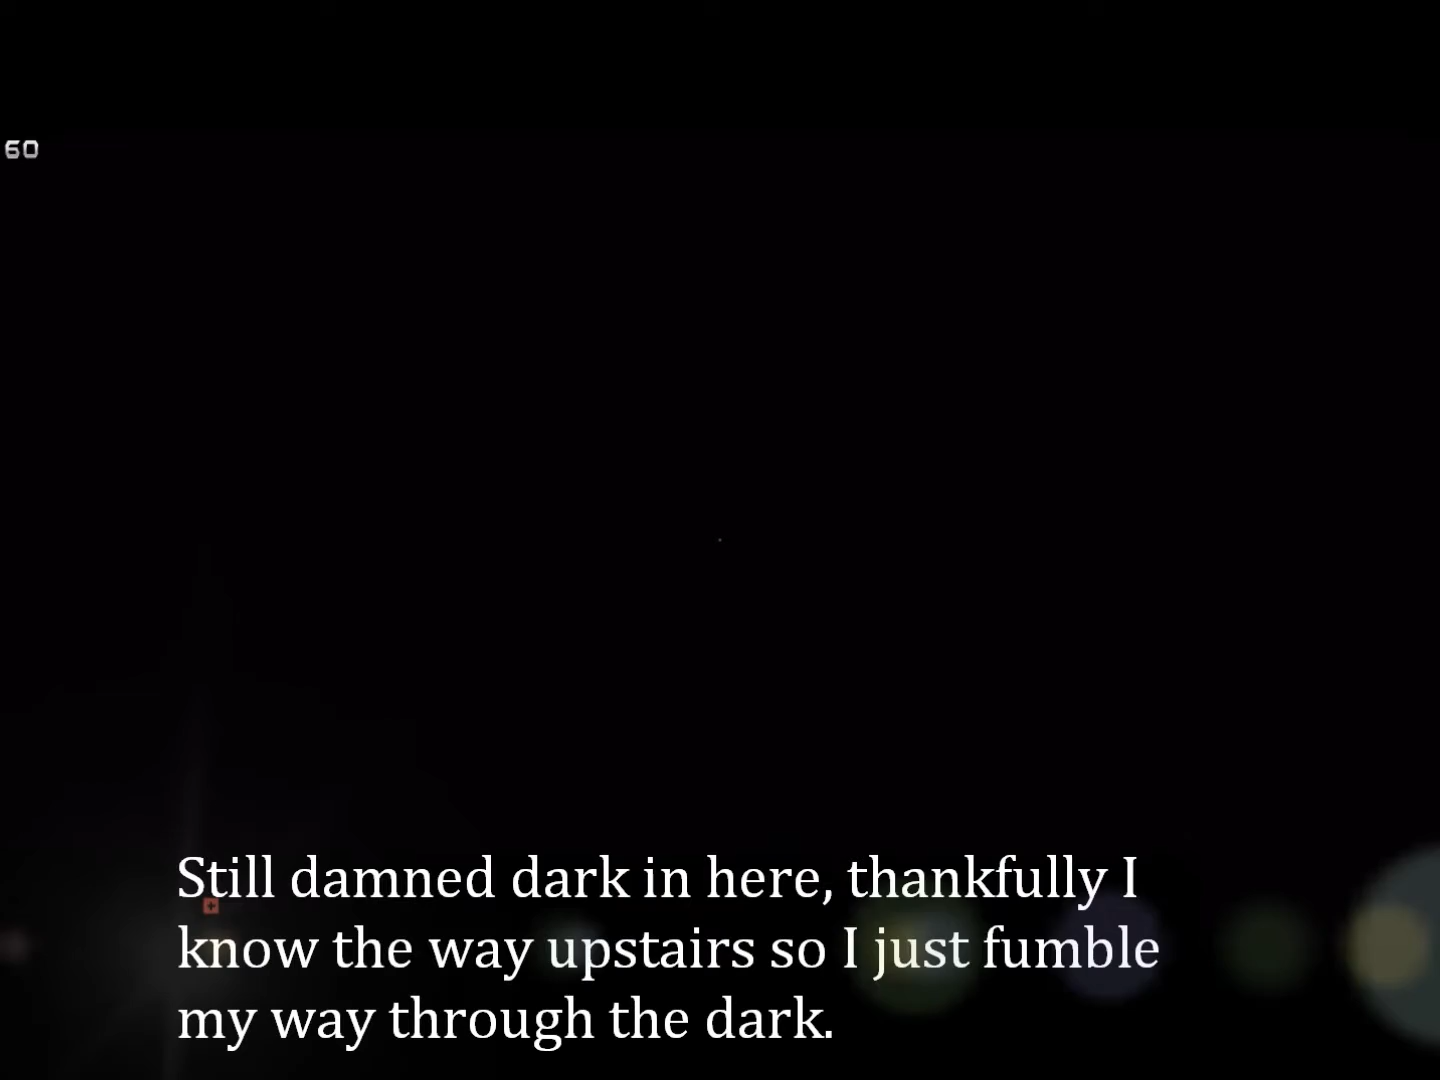 60
Still damned dark in here, thankfully I
know the way upstairs so I just fumble
my way through the dark.